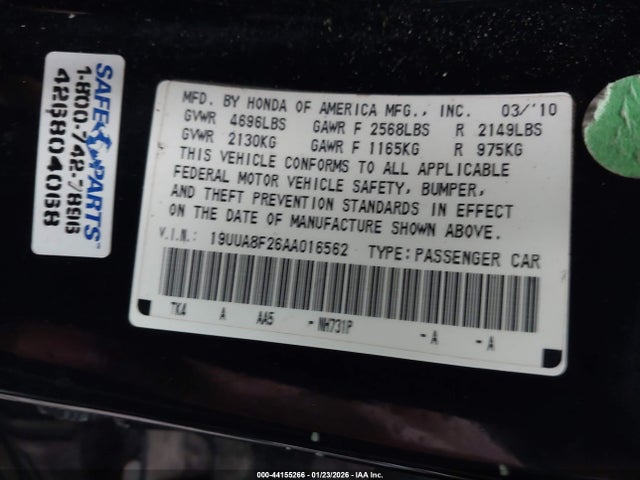 MFD. BY HONDA OF AMERICA MFG., INC. 03/'10
GVWR 4696LBS GAWR F 2568LBS R 2149LBS
GVWR 2130KG GAWR F 1165KG R 975KG
THIS VEHICLE CONFORMS TO ALL APPLICABLE
FEDERAL MOTOR VEHICLE SAFETY, BUMPER,
AND THEFT PREVENTION STANDARDS IN EFFECT
ON THE DATE OF MANUFACTURE SHOWN ABOVE.
V.I.N.: 19UUA8F26AA016562 TYPE: PASSENGER CAR
TK4 A AA5 -NH731P -A -A
SAFE PARTS
1-800-742-7896
42B804068
000-44155266 - 01/23/2026 - IAA Inc.